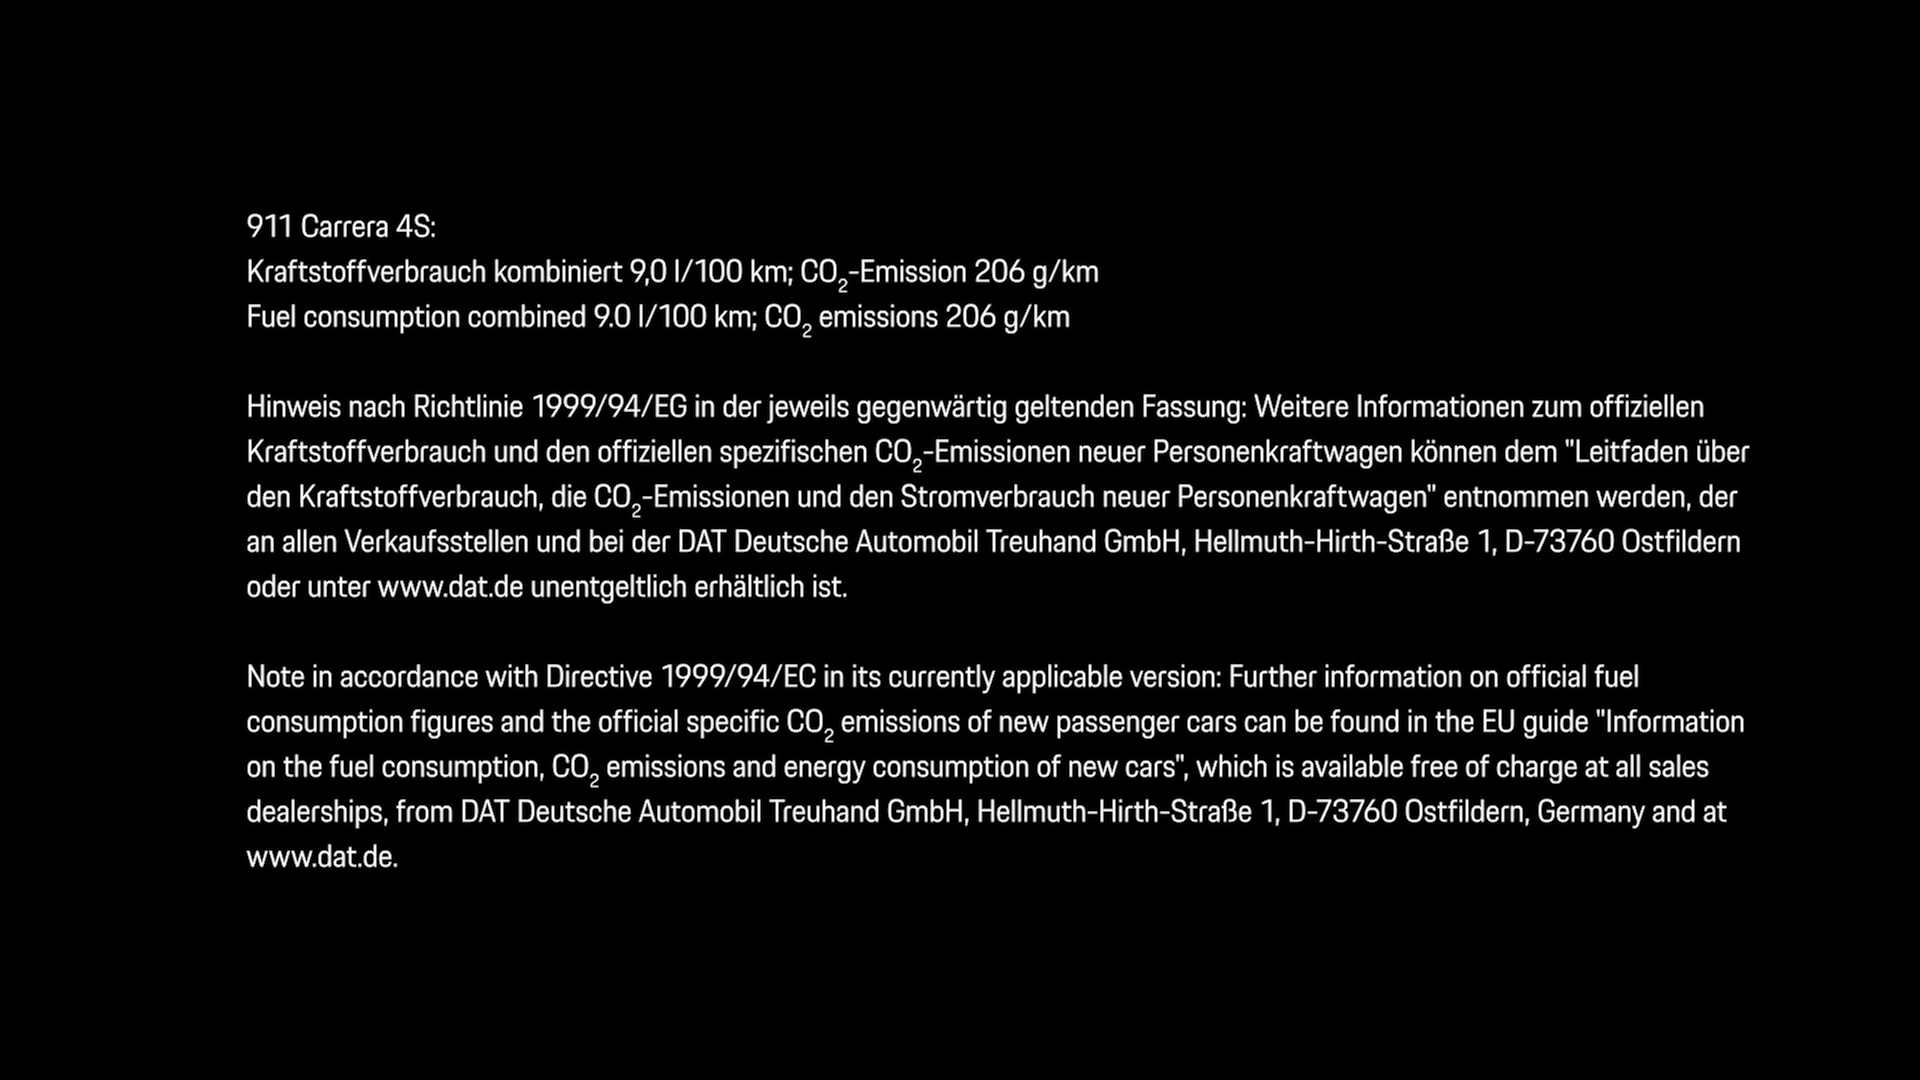 911 Carrera 4S:
Kraftstoffverbrauch kombiniert 9,0 l/100 km; CO₂-Emission 206 g/km
Fuel consumption combined 9.0 l/100 km; CO₂ emissions 206 g/km
Hinweis nach Richtlinie 1999/94/EG in der jeweils gegenwärtig geltenden Fassung: Weitere Informationen zum offiziellen
Kraftstoffverbrauch und den offiziellen spezifischen CO₂-Emissionen neuer Personenkraftwagen können dem "Leitfaden über
den Kraftstoffverbrauch, die CO₂-Emissionen und den Stromverbrauch neuer Personenkraftwagen" entnommen werden, der
an allen Verkaufsstellen und bei der DAT Deutsche Automobil Treuhand GmbH, Hellmuth-Hirth-Straße 1, D-73760 Ostfildern
oder unter www.dat.de unentgeltlich erhältlich ist.
Note in accordance with Directive 1999/94/EC in its currently applicable version: Further information on official fuel
consumption figures and the official specific CO₂ emissions of new passenger cars can be found in the EU guide "Information
on the fuel consumption, CO₂ emissions and energy consumption of new cars", which is available free of charge at all sales
dealerships, from DAT Deutsche Automobil Treuhand GmbH, Hellmuth-Hirth-Straße 1, D-73760 Ostfildern, Germany and at
www.dat.de.